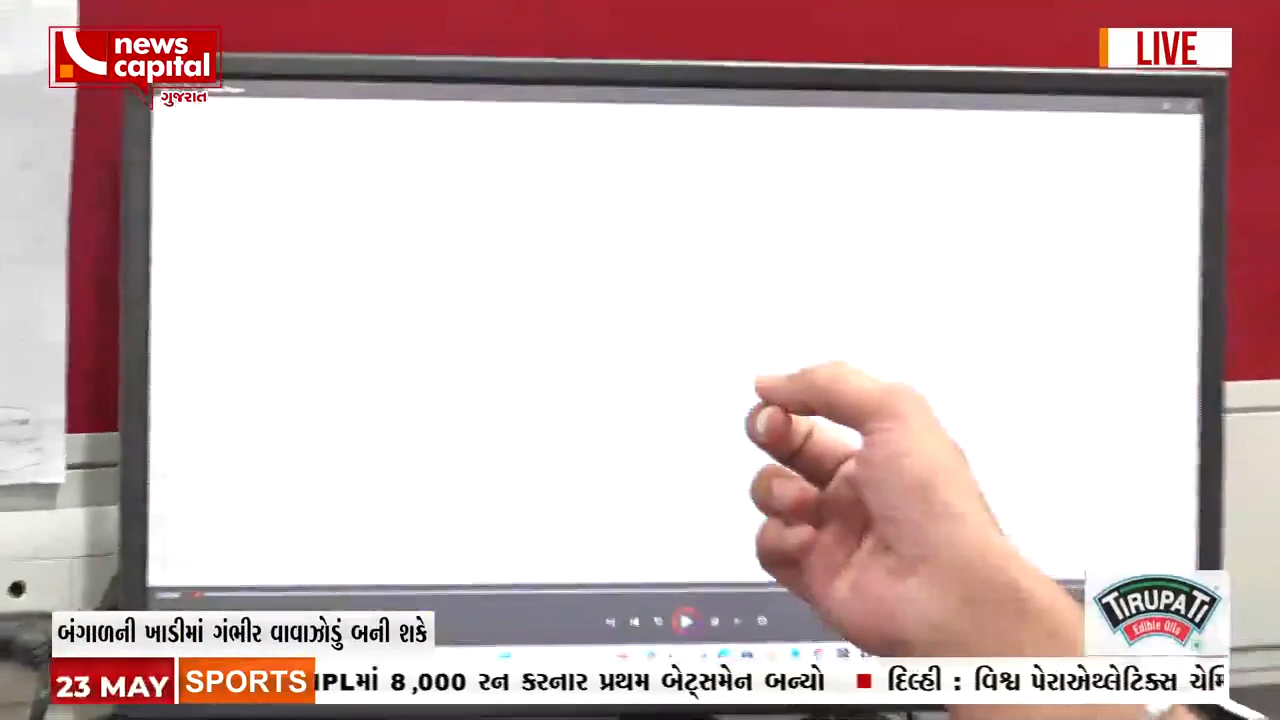 news
capital
ગુજરાત
LIVE
TIRUPATI
Edible Oils
બંગાળની ખાડીમાં ગંભીર વાવાઝોડું બની શકે
23 MAY
SPORTS
IPLમાં 8,000 રન કરનાર પ્રથમ બેટ્સમેન બન્યો ■ દિલ્હી : વિશ્વ પેરાએથ્લેટિક્સ